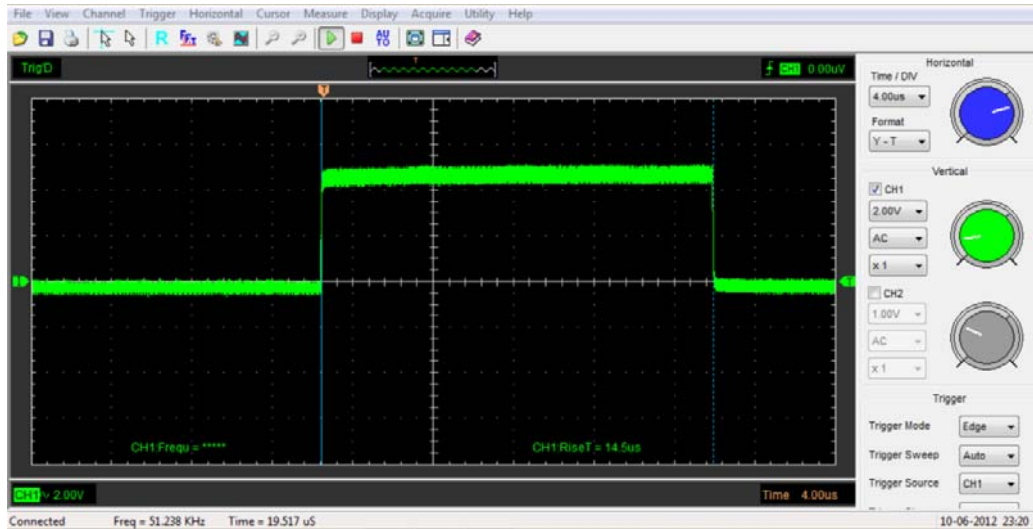 File View Channel Trigger Horizontal Cursor Measure Display Acquire Utility Help
R FFT AUTO
Trig'D T CH1 0.00uV
T
CH1:Frequ = ***** CH1:RiseT = 14.5us
CH1~ 2.00V Time 4.00us
Connected Freq = 51.238 KHz Time = 19.517 uS 10-06-2012 23:20
Horizontal
Time / DIV
4.00us
Format
Y - T
Vertical
CH1
2.00V
AC
x 1
CH2
1.00V
AC
x 1
Trigger
Trigger Mode Edge
Trigger Sweep Auto
Trigger Source CH1